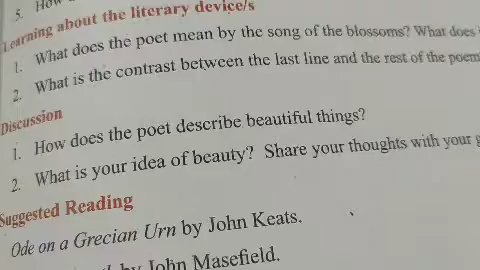 5. How
Learning about the literary device/s
1. What does the poet mean by the song of the blossoms? What does
2. What is the contrast between the last line and the rest of the poem
Discussion
1. How does the poet describe beautiful things?
2. What is your idea of beauty? Share your thoughts with your
Suggested Reading
Ode on a Grecian Urn by John Keats.
by John Masefield.